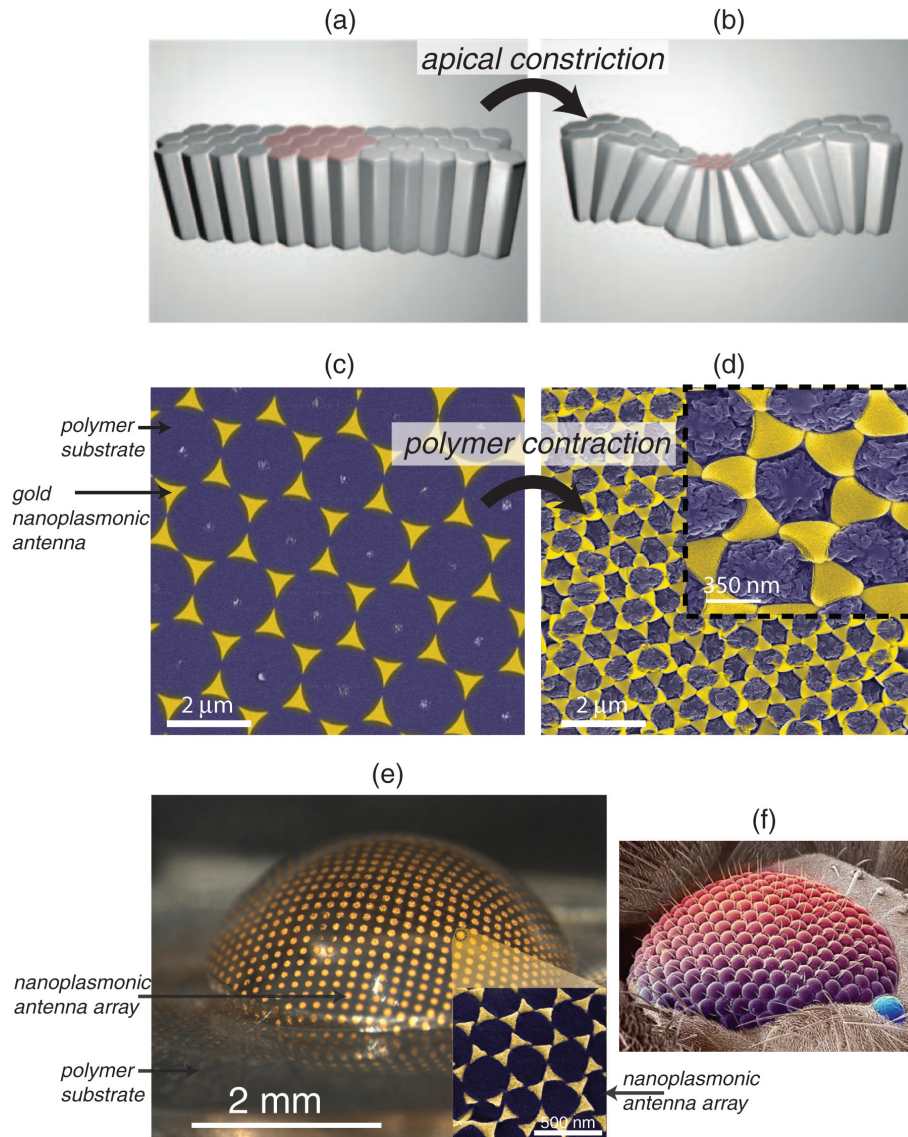 (a)
(b)
apical constriction
(c)
(d)
polymer
substrate
gold
nanoplasmonic
antenna
polymer contraction
350 nm
2 μm
2 μm
(e)
(f)
nanoplasmonic
antenna array
polymer
substrate
2 mm
500 nm
nanoplasmonic
antenna array